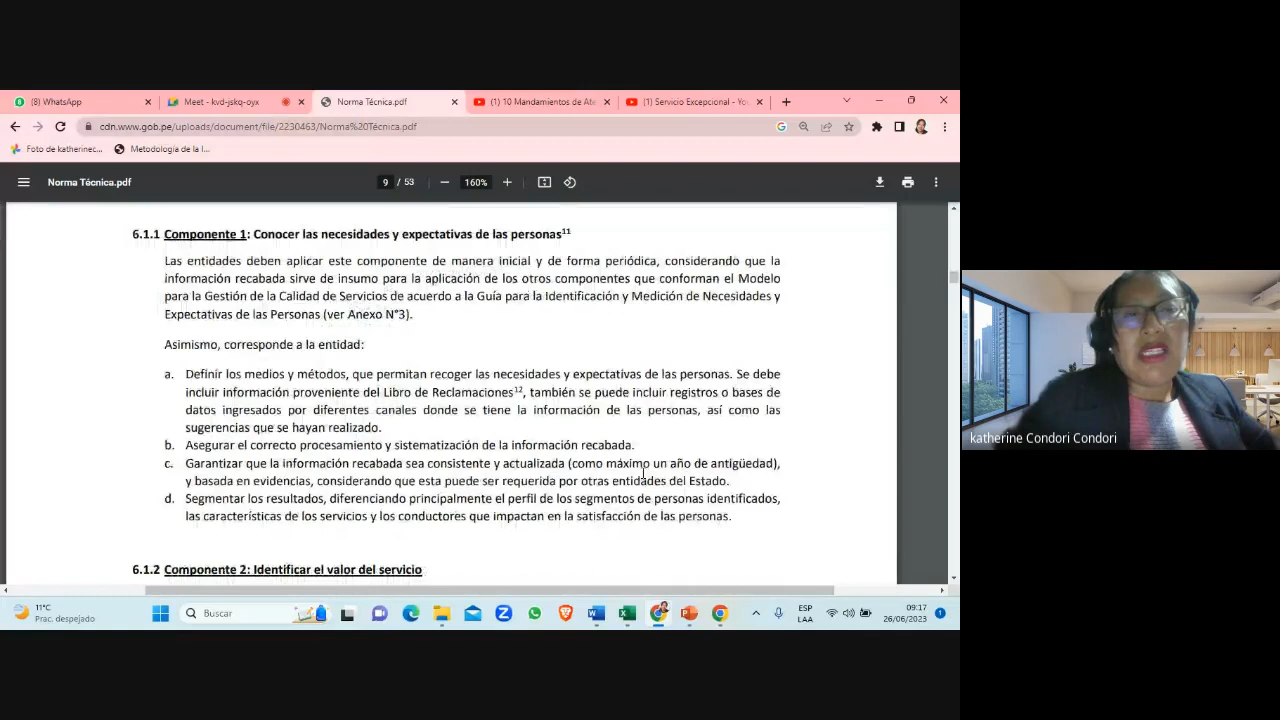 (8) WhatsApp
Meet - kvd-jskq-oyx
Norma Técnica.pdf
(1) 10 Mandamientos de Ate
(1) Servicio Excepcional - You
cdn.www.gob.pe/uploads/document/file/2230463/Norma%20Técnica.pdf
Foto de katherinec...
Metodología de la I...
Norma Técnica.pdf
9 / 53
160%
6.1.1 Componente 1: Conocer las necesidades y expectativas de las personas11
Las entidades deben aplicar este componente de manera inicial y de forma periódica, considerando que la
información recabada sirve de insumo para la aplicación de los otros componentes que conforman el Modelo
para la Gestión de la Calidad de Servicios de acuerdo a la Guía para la Identificación y Medición de Necesidades y
Expectativas de las Personas (ver Anexo N°3).
Asimismo, corresponde a la entidad:
a. Definir los medios y métodos, que permitan recoger las necesidades y expectativas de las personas. Se debe
incluir información proveniente del Libro de Reclamaciones12, también se puede incluir registros o bases de
datos ingresados por diferentes canales donde se tiene la información de las personas, así como las
sugerencias que se hayan realizado.
b. Asegurar el correcto procesamiento y sistematización de la información recabada.
c. Garantizar que la información recabada sea consistente y actualizada (como máximo un año de antigüedad),
y basada en evidencias, considerando que esta puede ser requerida por otras entidades del Estado.
d. Segmentar los resultados, diferenciando principalmente el perfil de los segmentos de personas identificados,
las características de los servicios y los conductores que impactan en la satisfacción de las personas.
6.1.2 Componente 2: Identificar el valor del servicio
katherine Condori Condori
11°C
Prac. despejado
Buscar
ESP
LAA
09:17
26/06/2023
1